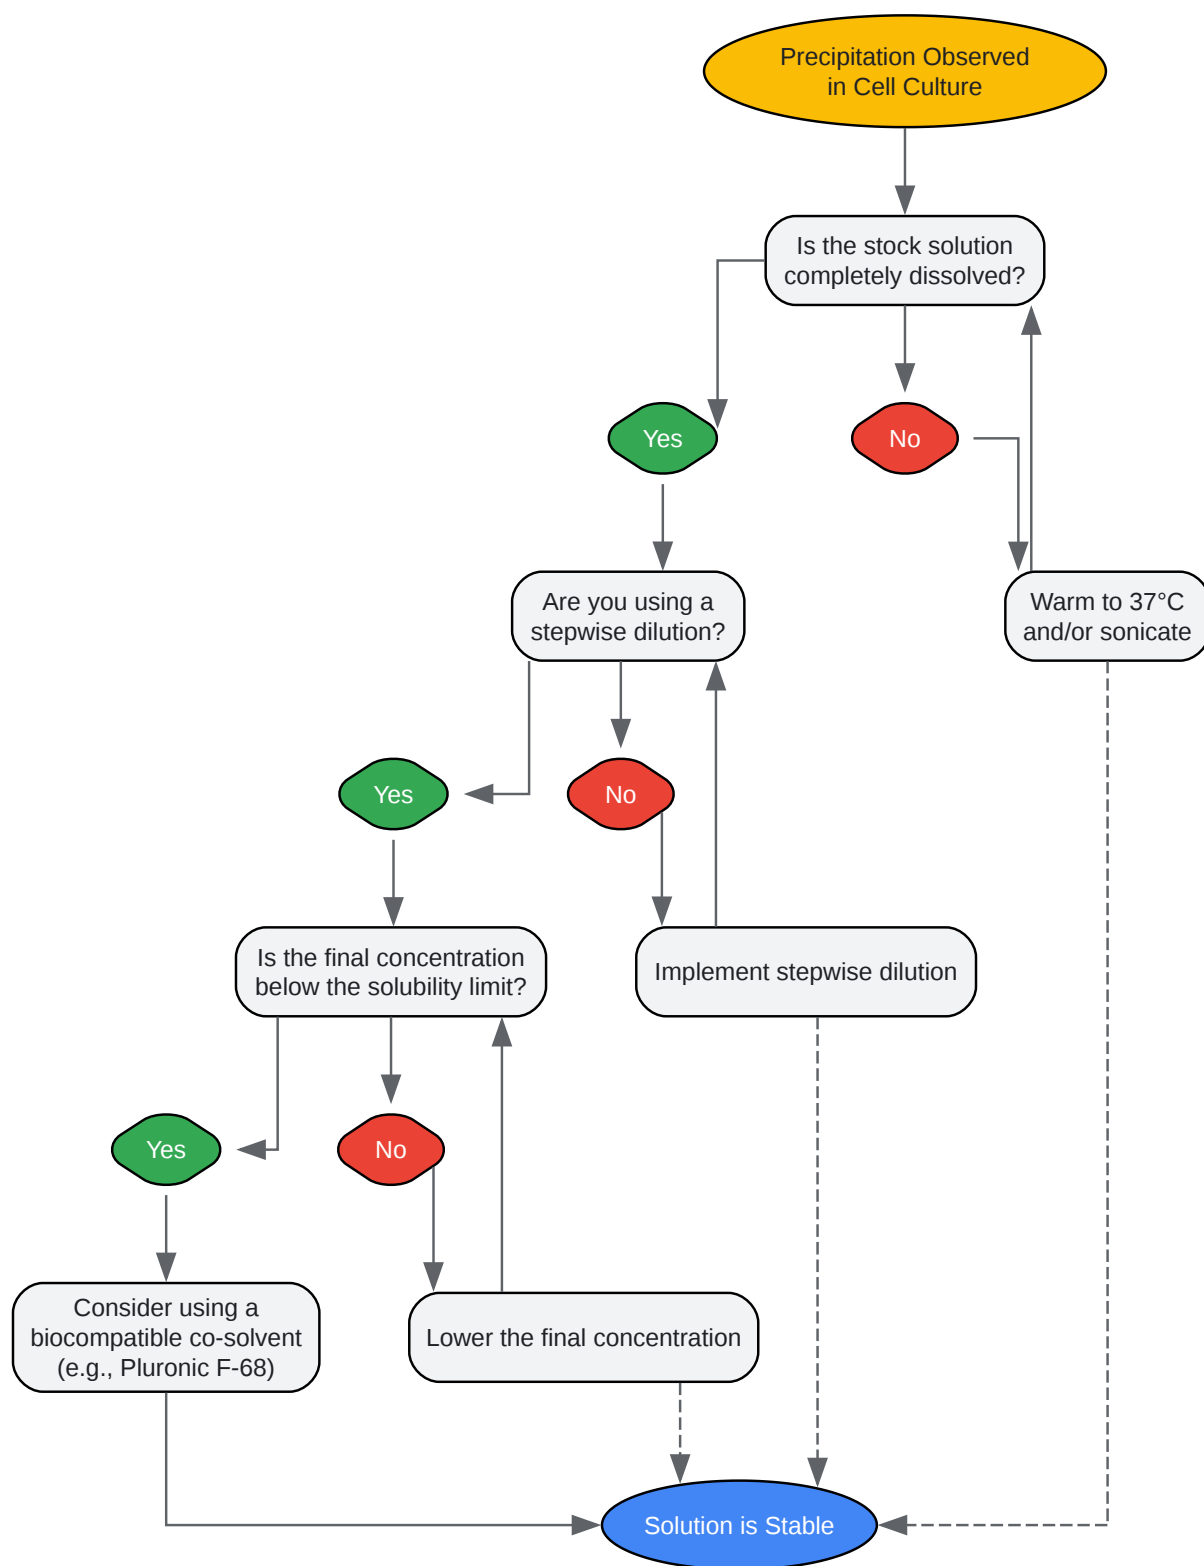 Precipitation Observed
in Cell Culture
Is the stock solution
completely dissolved?
Yes
No
Are you using a
stepwise dilution?
Warm to 37°C
and/or sonicate
Yes
No
Is the final concentration
below the solubility limit?
Implement stepwise dilution
Yes
No
Consider using a
biocompatible co-solvent
(e.g., Pluronic F-68)
Lower the final concentration
Solution is Stable